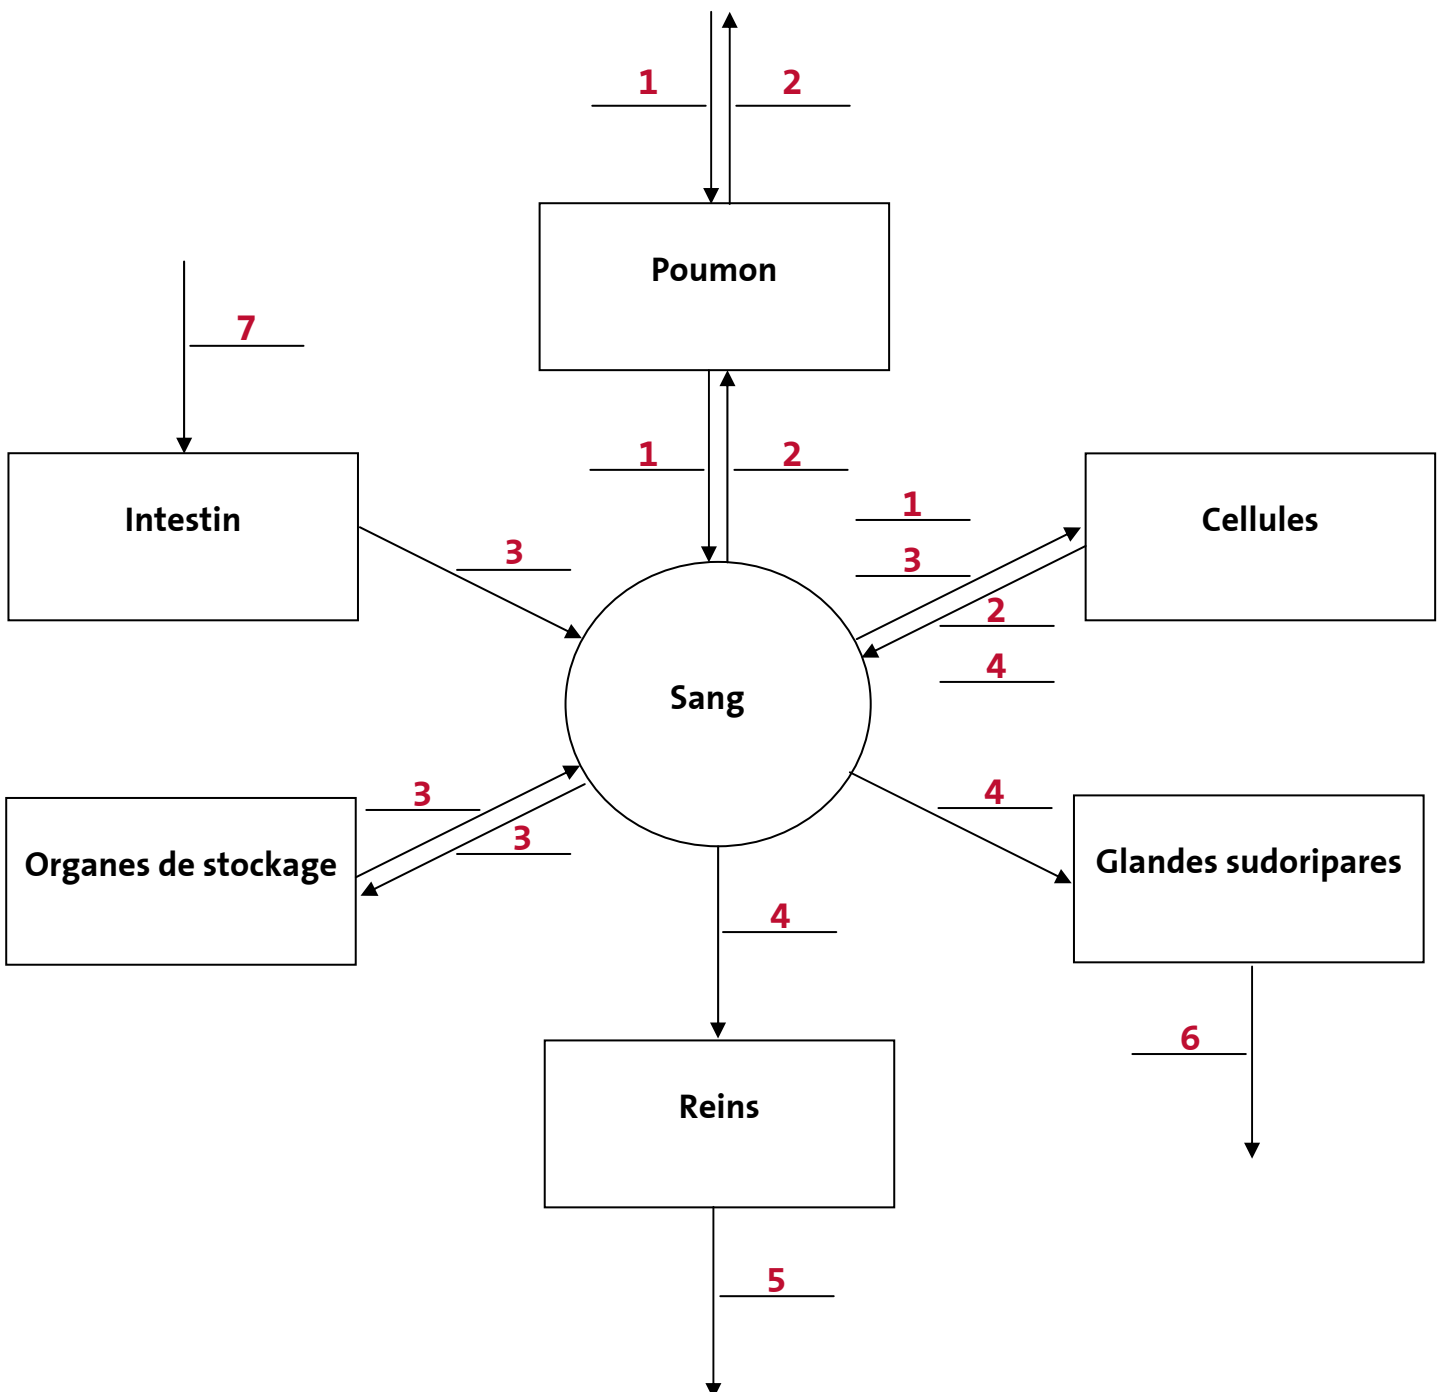 1 2
Poumon
7
1 2
Intestin
1
Cellules
3
3
2
4
Sang
3
4
3
Organes de stockage
Glandes sudoripares
4
6
Reins
5